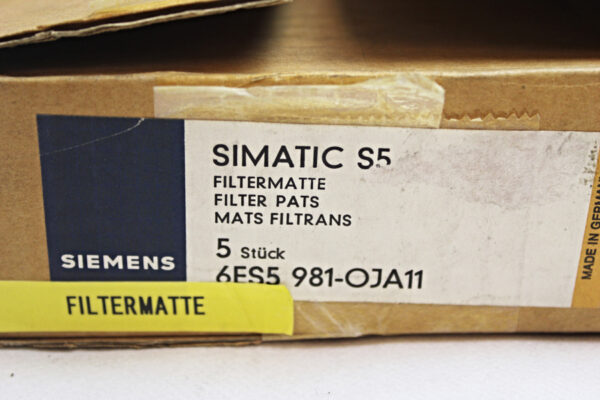 SIMATIC S5
FILTERMATTE
FILTER PATS
MATS FILTRANS
5 Stück
6ES5 981-0JA11
SIEMENS
FILTERMATTE
MADE IN GERMANY